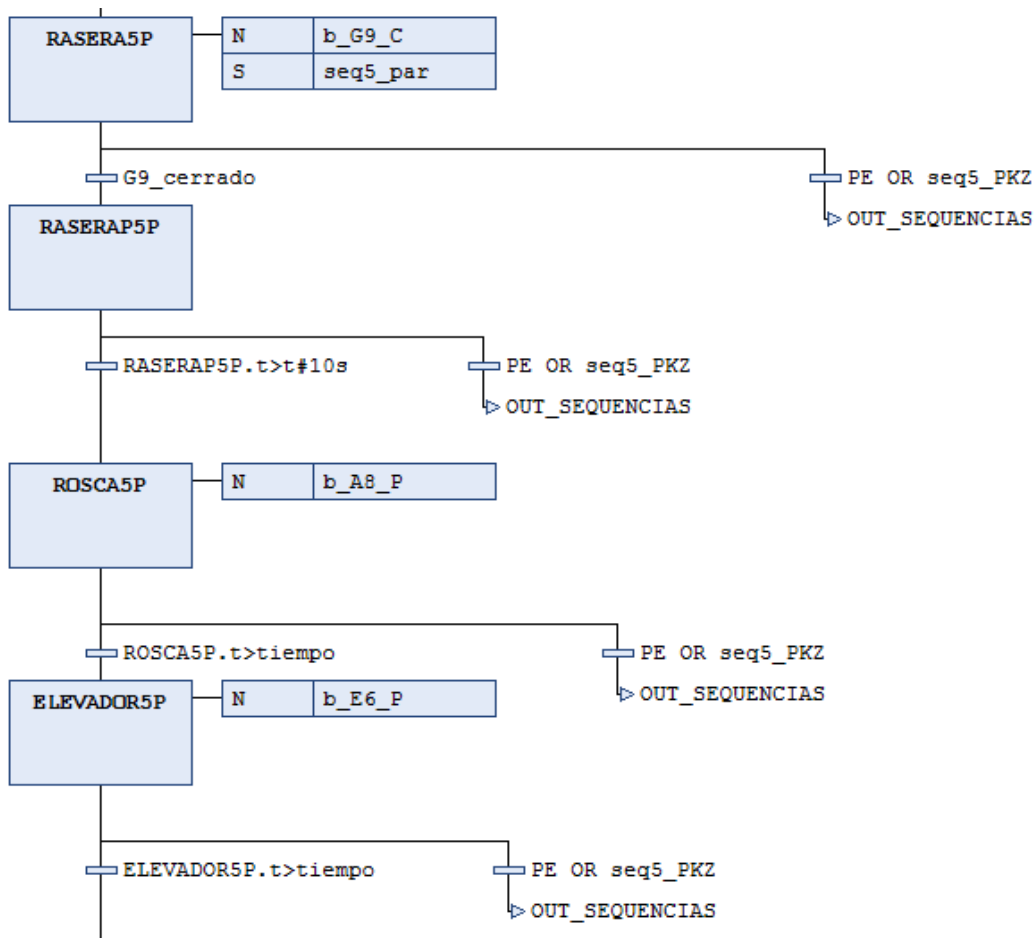 RASERA5P
N b_G9_C
S seq5_par
G9_cerrado
PE OR seq5_PKZ
OUT_SEQUENCIAS
RASERAP5P
RASERAP5P.t>t#10s
PE OR seq5_PKZ
OUT_SEQUENCIAS
ROSCA5P
N b_A8_P
ROSCA5P.t>tiempo
PE OR seq5_PKZ
OUT_SEQUENCIAS
ELEVADOR5P
N b_E6_P
ELEVADOR5P.t>tiempo
PE OR seq5_PKZ
OUT_SEQUENCIAS